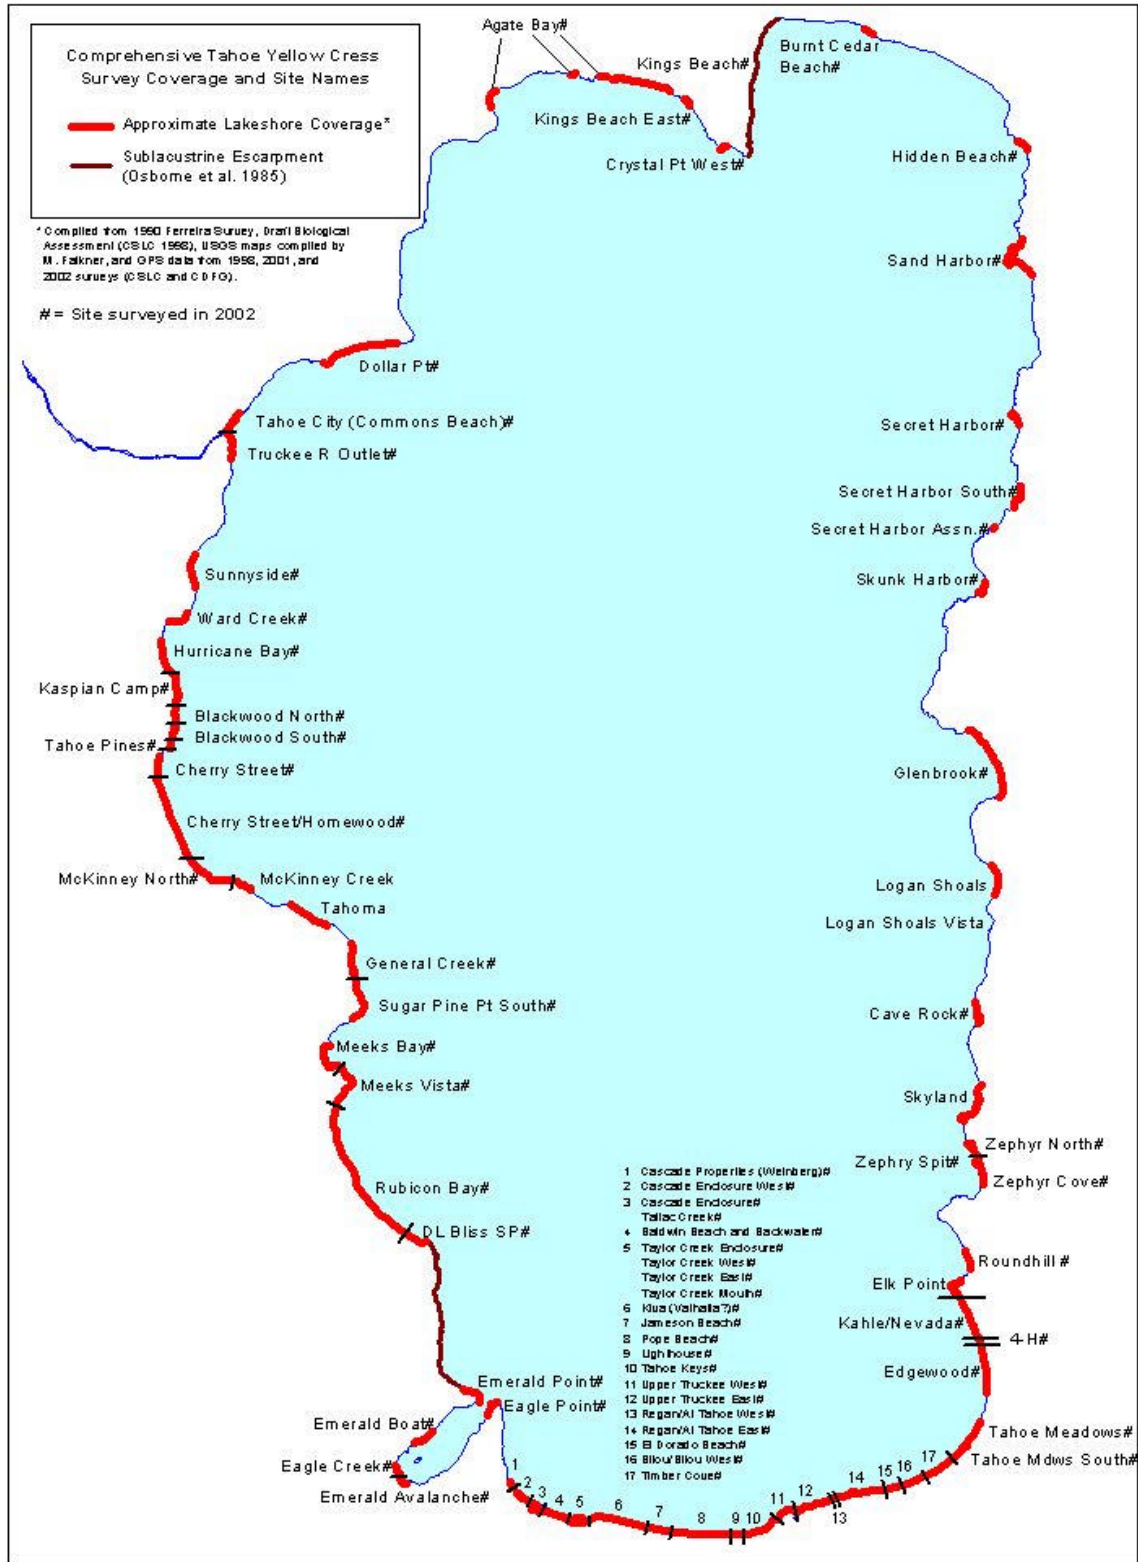 Comprehensive Tahoe Yellow Cress
Survey Coverage and Site Names
Approximate Lakeshore Coverage*
Sublacustrine Escarpment
(Osborne et al. 1985)
* Compiled from 1990 Ferreira Survey, Draft Biological
Assessment (CSLC 1998), USGS maps compiled by
M. Falkner, and GPS data from 1998, 2001, and
2002 surveys (CSLC and CDFG).
# = Site surveyed in 2002
Agate Bay#
Kings Beach#
Burnt Cedar
Beach#
Kings Beach East#
Crystal Pt West#
Hidden Beach#
Sand Harbor#
Dollar Pt#
Tahoe City (Commons Beach)#
Truckee R Outlet#
Secret Harbor#
Secret Harbor South#
Secret Harbor Assn.#
Skunk Harbor#
Sunnyside#
Ward Creek#
Hurricane Bay#
Kaspian Camp#
Blackwood North#
Blackwood South#
Tahoe Pines#
Cherry Street#
Glenbrook#
Cherry Street/Homewood#
McKinney North#
McKinney Creek
Tahoma
Logan Shoals
Logan Shoals Vista
General Creek#
Sugar Pine Pt South#
Cave Rock#
Meeks Bay#
Meeks Vista#
Skyland
Zephyr North#
Zephry Spit#
Zephyr Cove#
Rubicon Bay#
DL Bliss SP#
Roundhill #
Elk Point
Kahle/Nevada#
4-H#
Edgewood#
Emerald Point#
Eagle Point#
Emerald Boat#
Eagle Creek#
Emerald Avalanche#
Tahoe Meadows#
Tahoe Mdws South#
1 Cascade Properties (Weinberg)#
2 Cascade Enclosure West#
3 Cascade Enclosure#
Tallac Creek#
4 Baldwin Beach and Backwater#
5 Taylor Creek Enclosure#
Taylor Creek West#
Taylor Creek East#
Taylor Creek Mouth#
6 Kiva (Valhalla?)#
7 Jameson Beach#
8 Pope Beach#
9 Lighthouse#
10 Tahoe Keys#
11 Upper Truckee West#
12 Upper Truckee East#
13 Regan/Al Tahoe West#
14 Regan/Al Tahoe East#
15 El Dorado Beach#
16 Bijou/Bijou West#
17 Timber Cove#
1
2
3
4
5
6
7
8
9
10
11
12
13
14
15
16
17